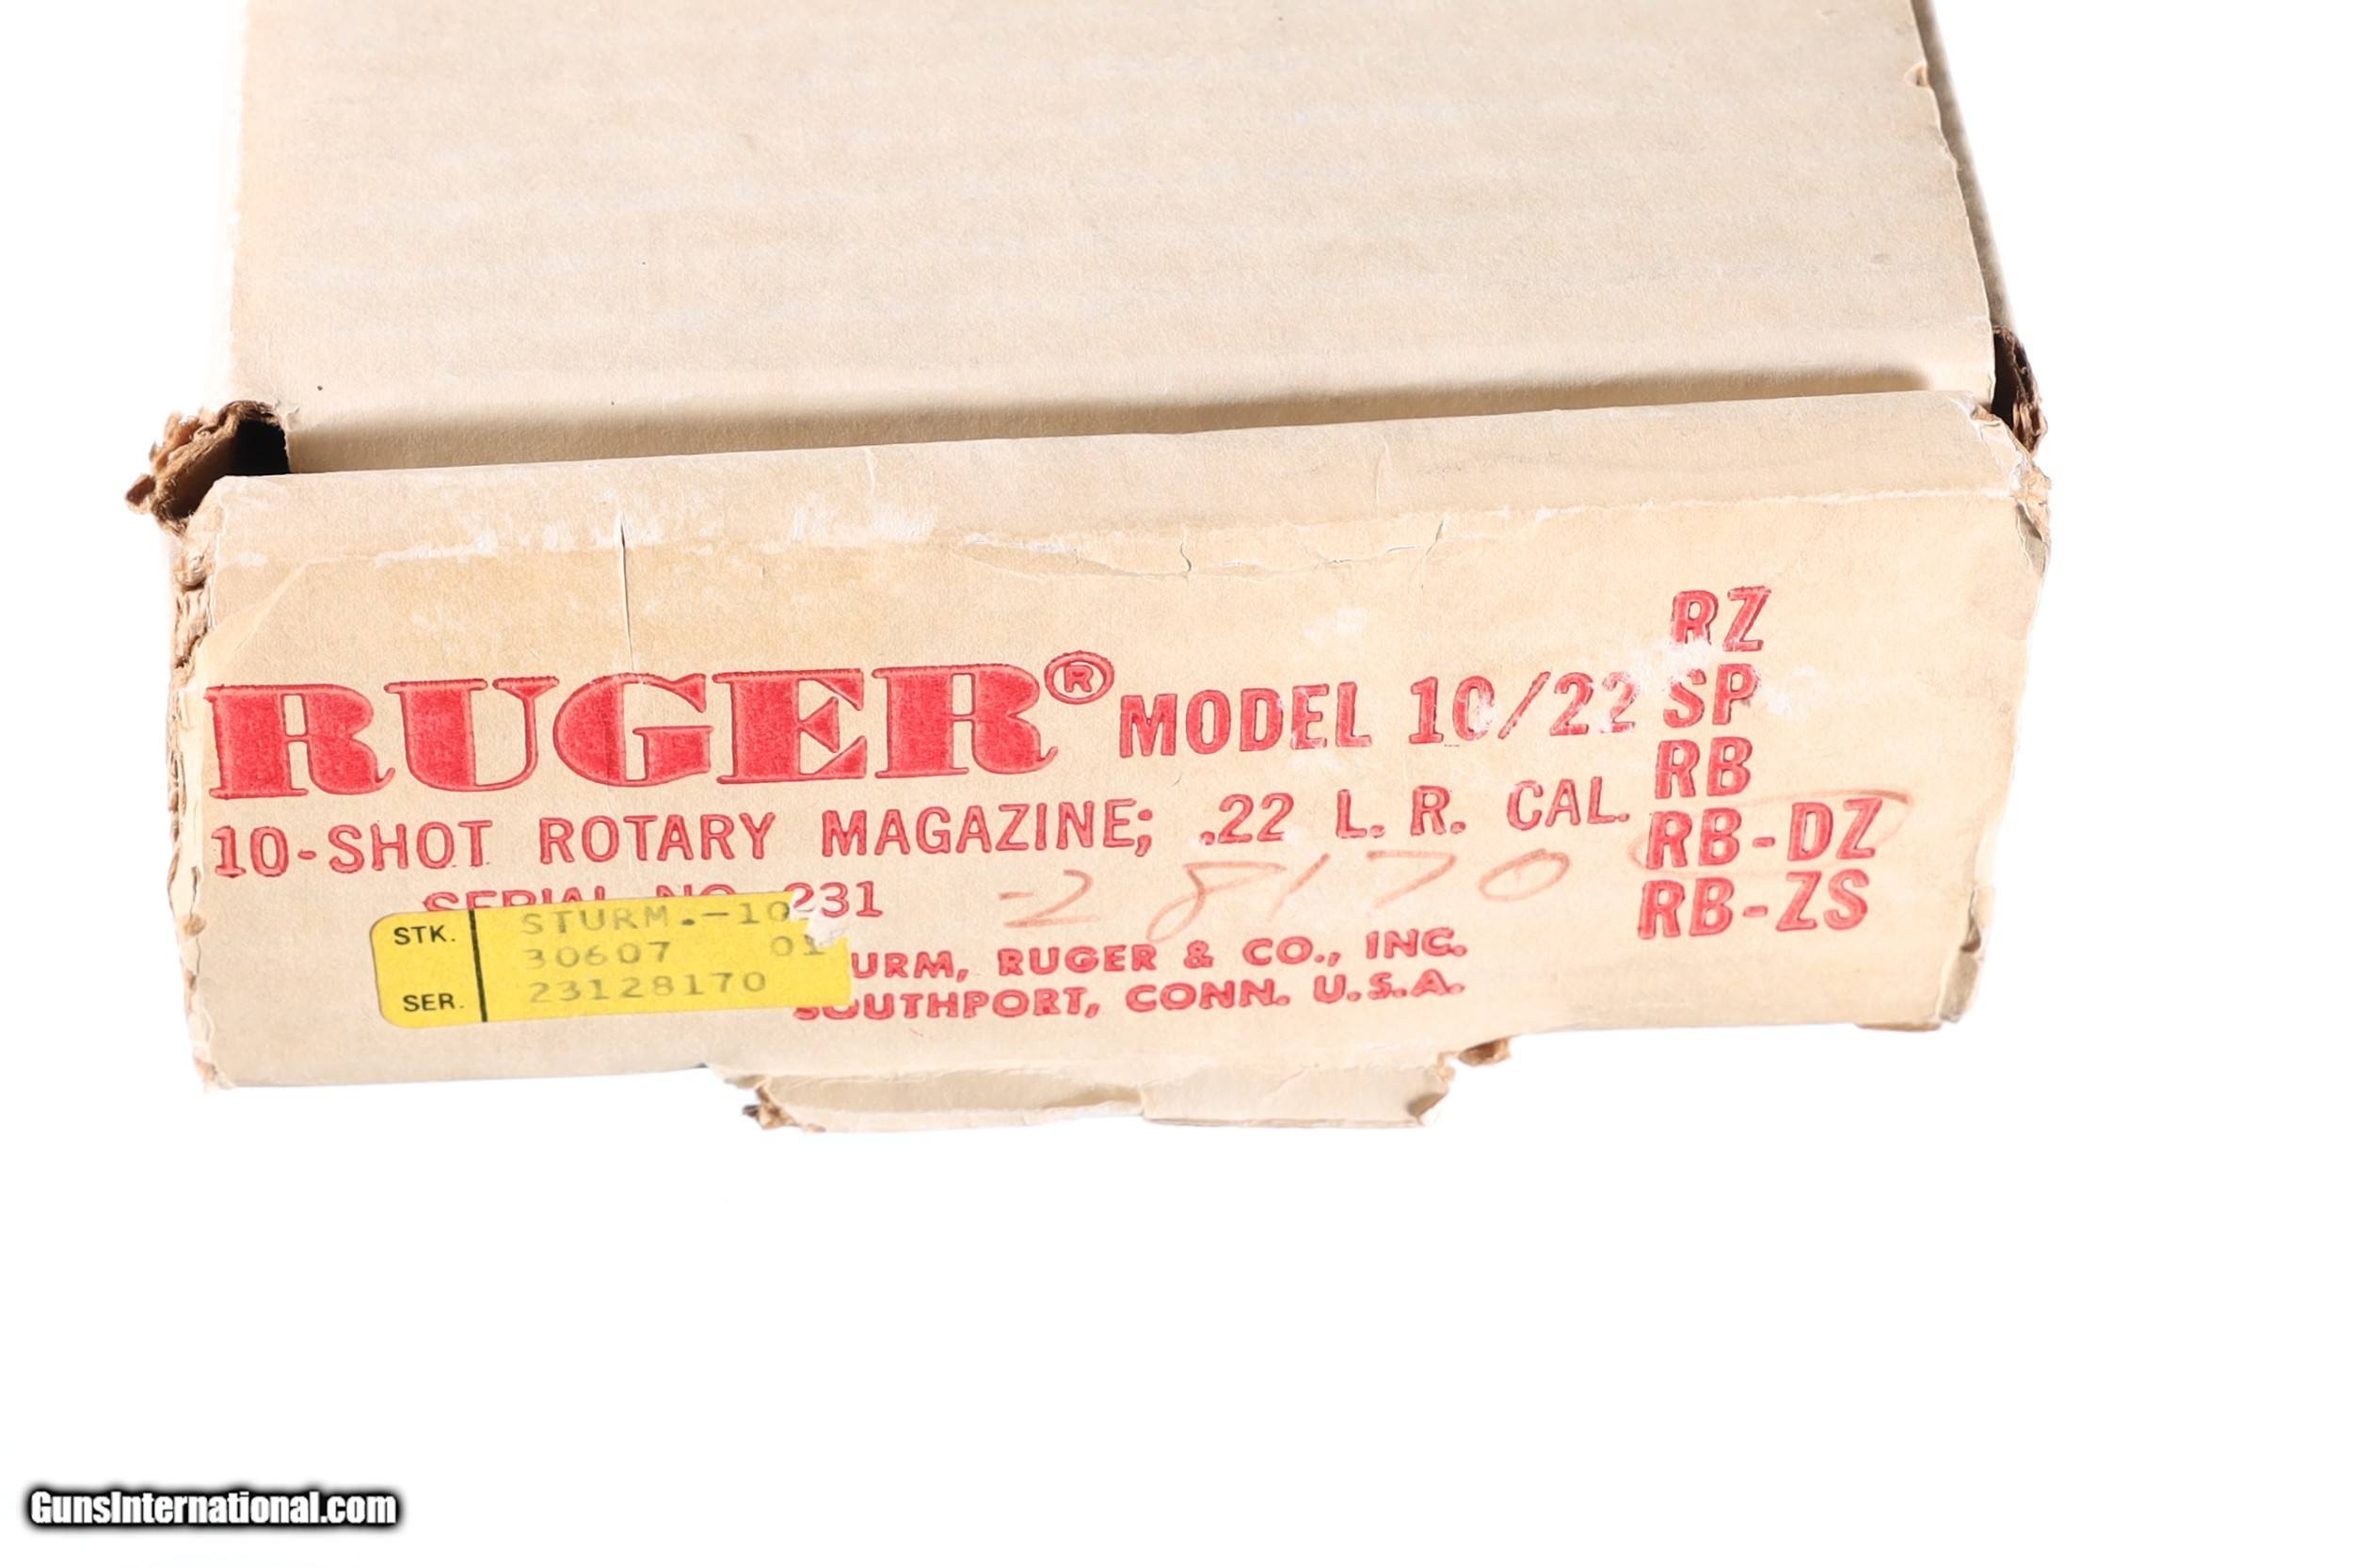 RUGER® MODEL 10/22
RZ
SP
RB
RB-DZ
RB-ZS
10-SHOT ROTARY MAGAZINE; .22 L. R. CAL.
SERIAL NO. 231 -28170
STK. STURM.-10
30607 01
SER. 23128170
URM, RUGER & CO., INC.
SOUTHPORT, CONN. U.S.A.
GunsInternational.com